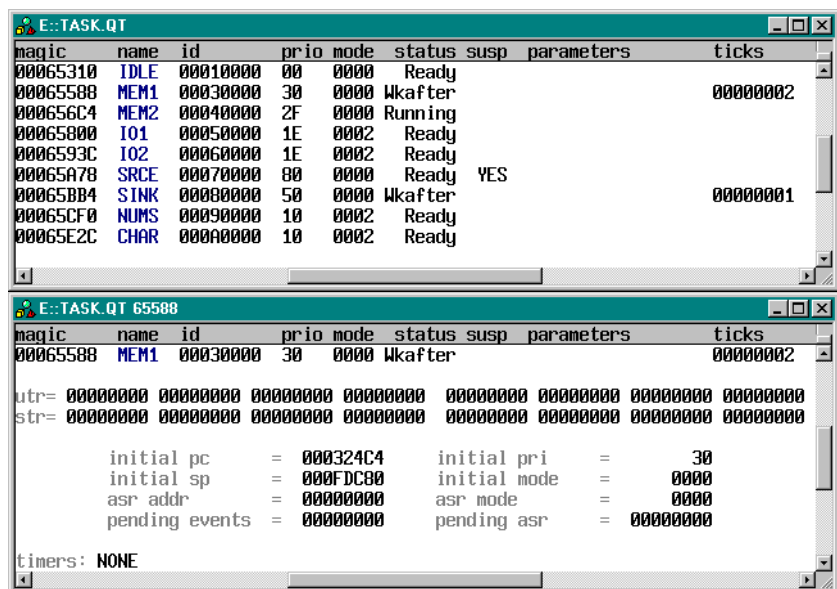 E::TASK.QT
magic name id prio mode status susp parameters ticks
00065310 IDLE 00010000 00 0000 Ready
00065588 MEM1 00030000 30 0000 Wkafter 00000002
000656C4 MEM2 00040000 2F 0000 Running
00065800 IO1 00050000 1E 0002 Ready
0006593C IO2 00060000 1E 0002 Ready
00065A78 SRCE 00070000 80 0000 Ready YES
00065BB4 SINK 00080000 50 0000 Wkafter 00000001
00065CF0 NUMS 00090000 10 0002 Ready
00065E2C CHAR 000A0000 10 0002 Ready
E::TASK.QT 65588
magic name id prio mode status susp parameters ticks
00065588 MEM1 00030000 30 0000 Wkafter 00000002
utr= 00000000 00000000 00000000 00000000 00000000 00000000 00000000 00000000
str= 00000000 00000000 00000000 00000000 00000000 00000000 00000000 00000000
initial pc = 000324C4 initial pri = 30
initial sp = 000FDC80 initial mode = 0000
asr addr = 00000000 asr mode = 0000
pending events = 00000000 pending asr = 00000000
timers: NONE